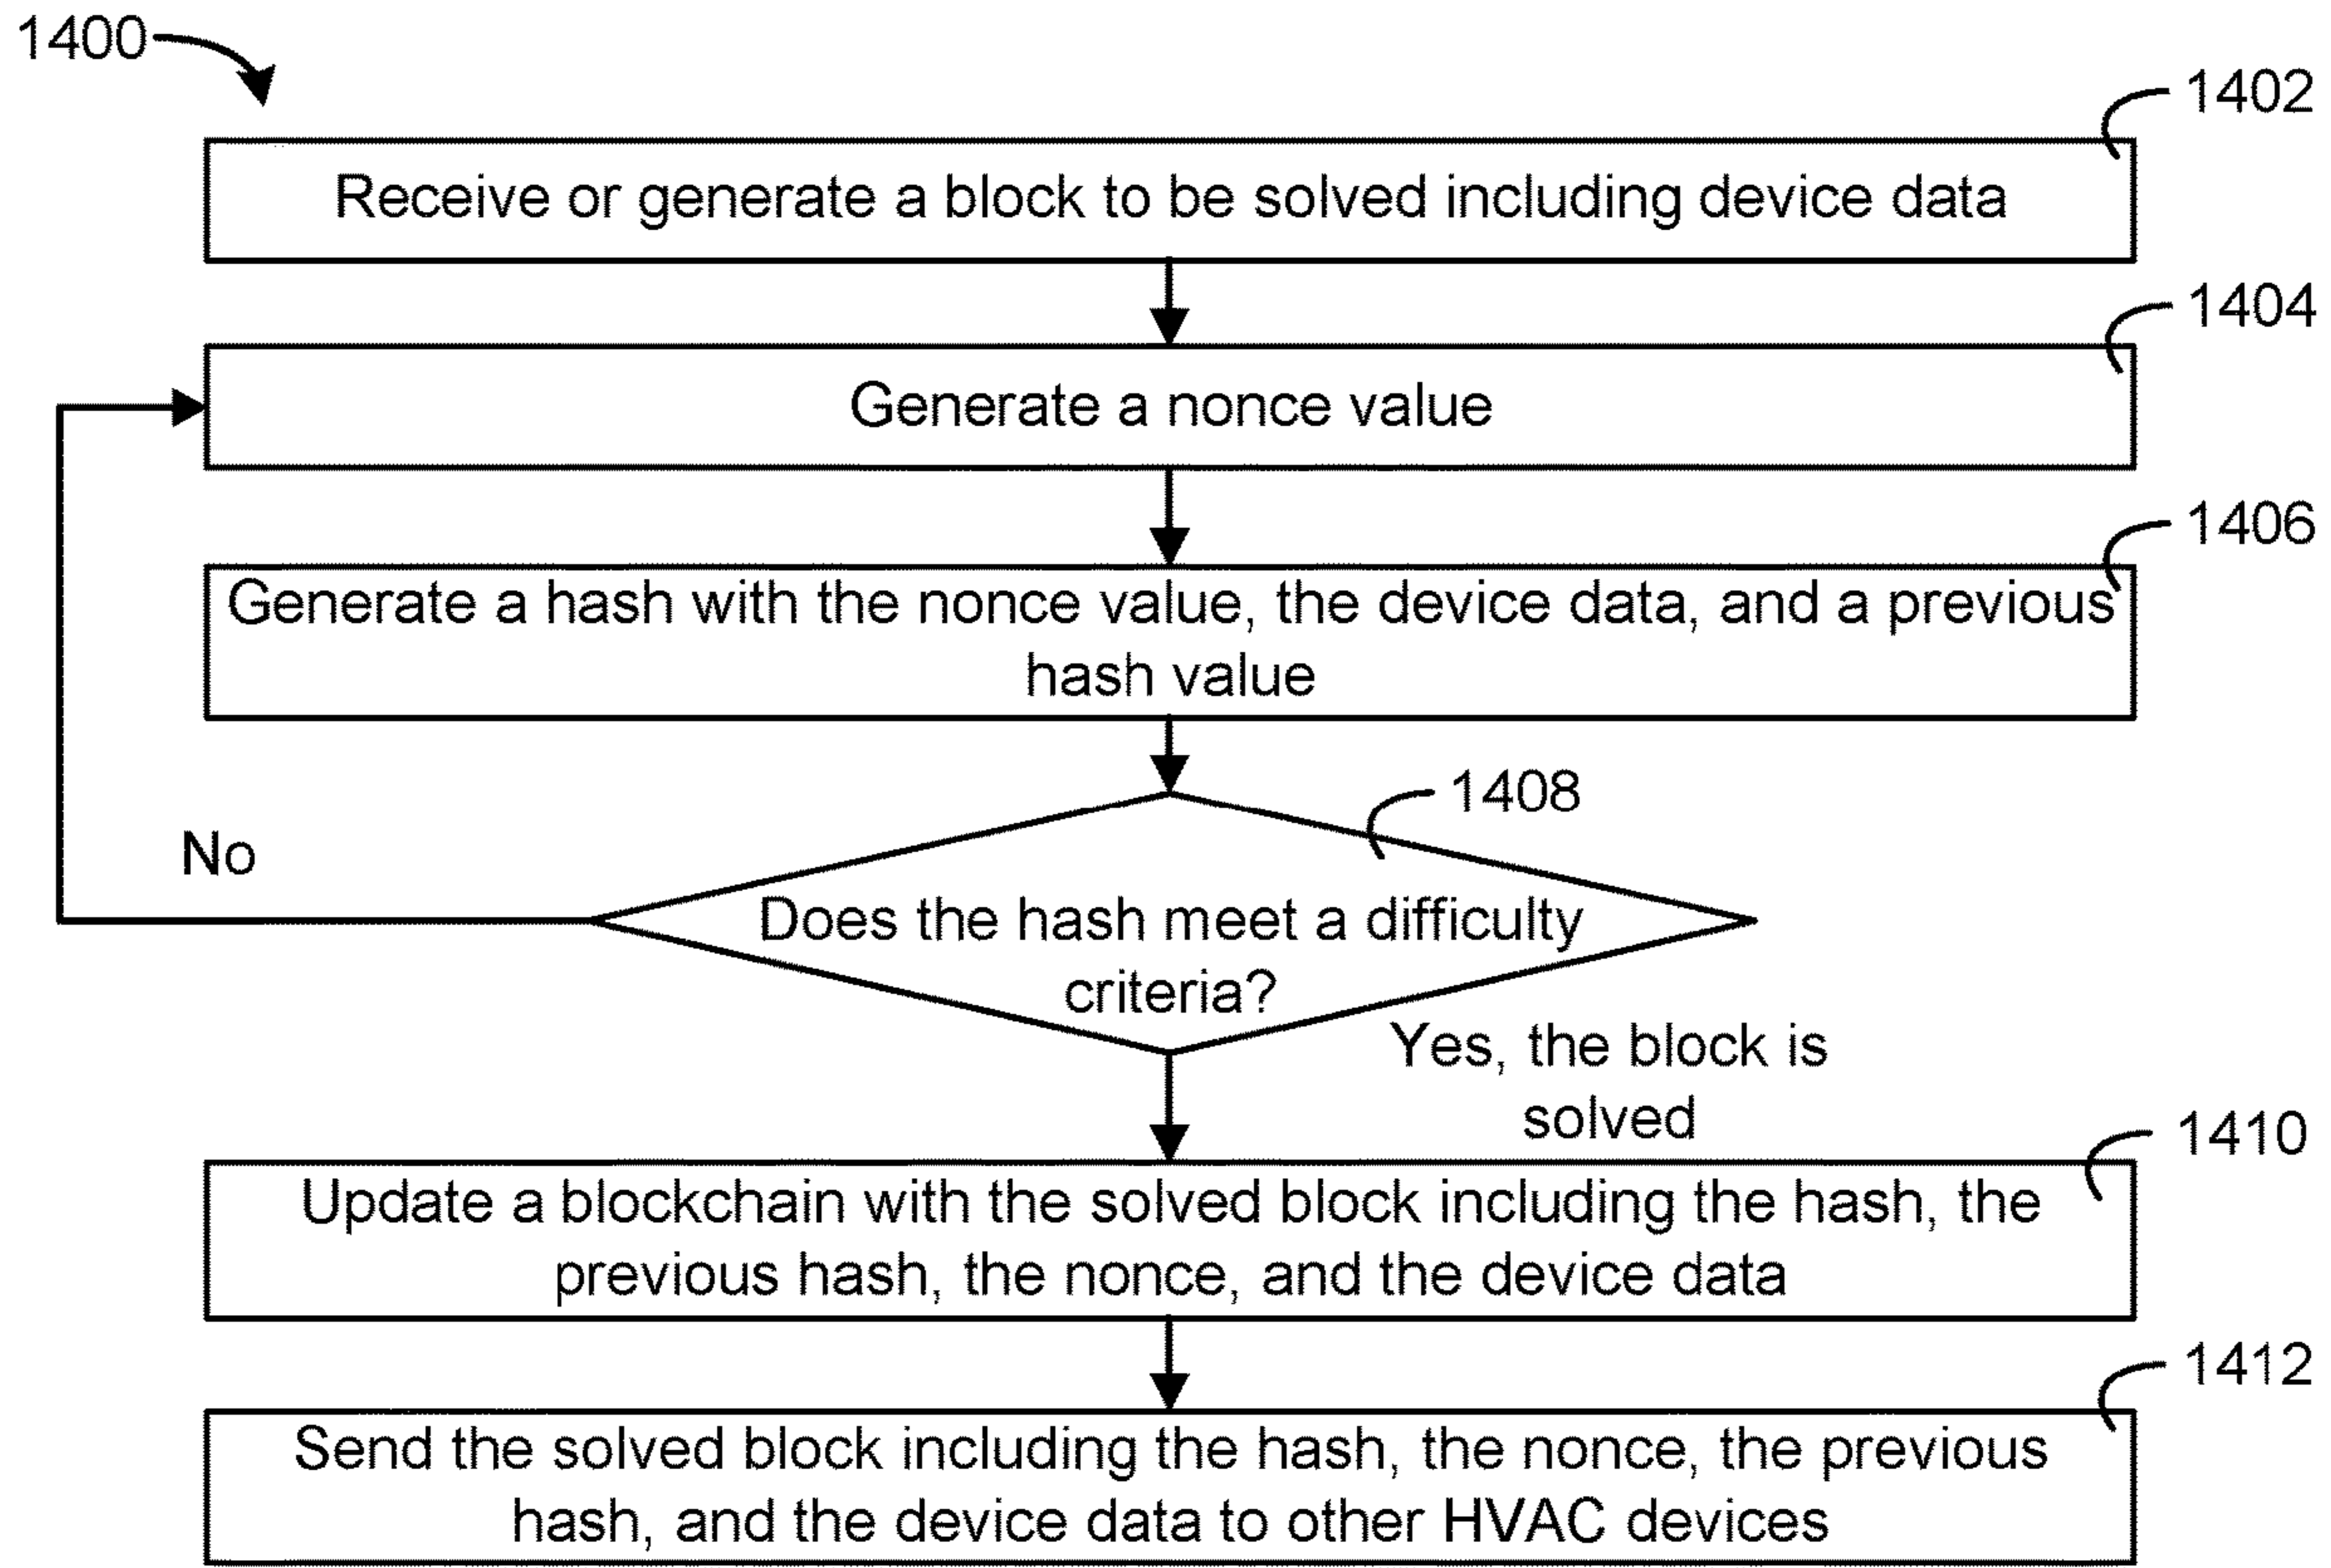 1400
1402
Receive or generate a block to be solved including device data
1404
Generate a nonce value
1406
Generate a hash with the nonce value, the device data, and a previous
hash value
1408
No
Does the hash meet a difficulty
criteria?
Yes, the block is
solved
1410
Update a blockchain with the solved block including the hash, the
previous hash, the nonce, and the device data
1412
Send the solved block including the hash, the nonce, the previous
hash, and the device data to other HVAC devices